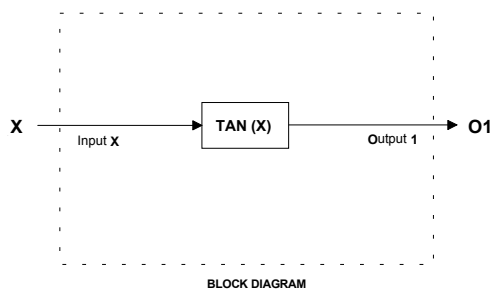 TAN (X)
X
O1
Input X
Output 1
BLOCK DIAGRAM